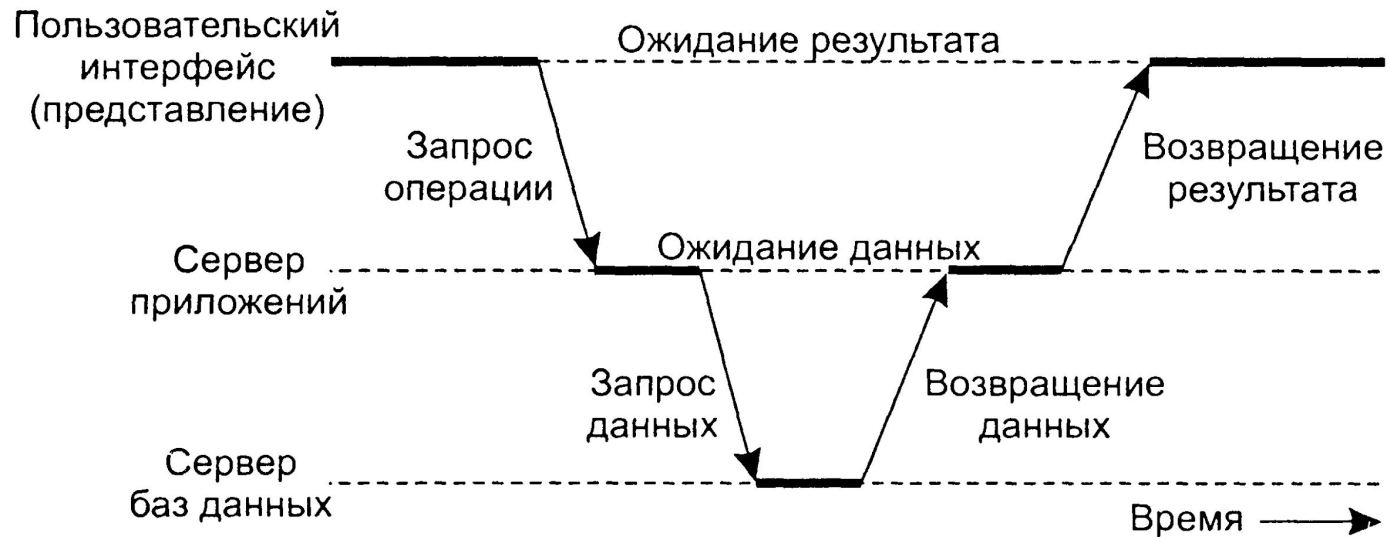 Пользовательский
интерфейс
(представление)
Ожидание результата
Запрос
операции
Возвращение
результата
Сервер
приложений
Ожидание данных
Запрос
данных
Возвращение
данных
Сервер
баз данных
Время